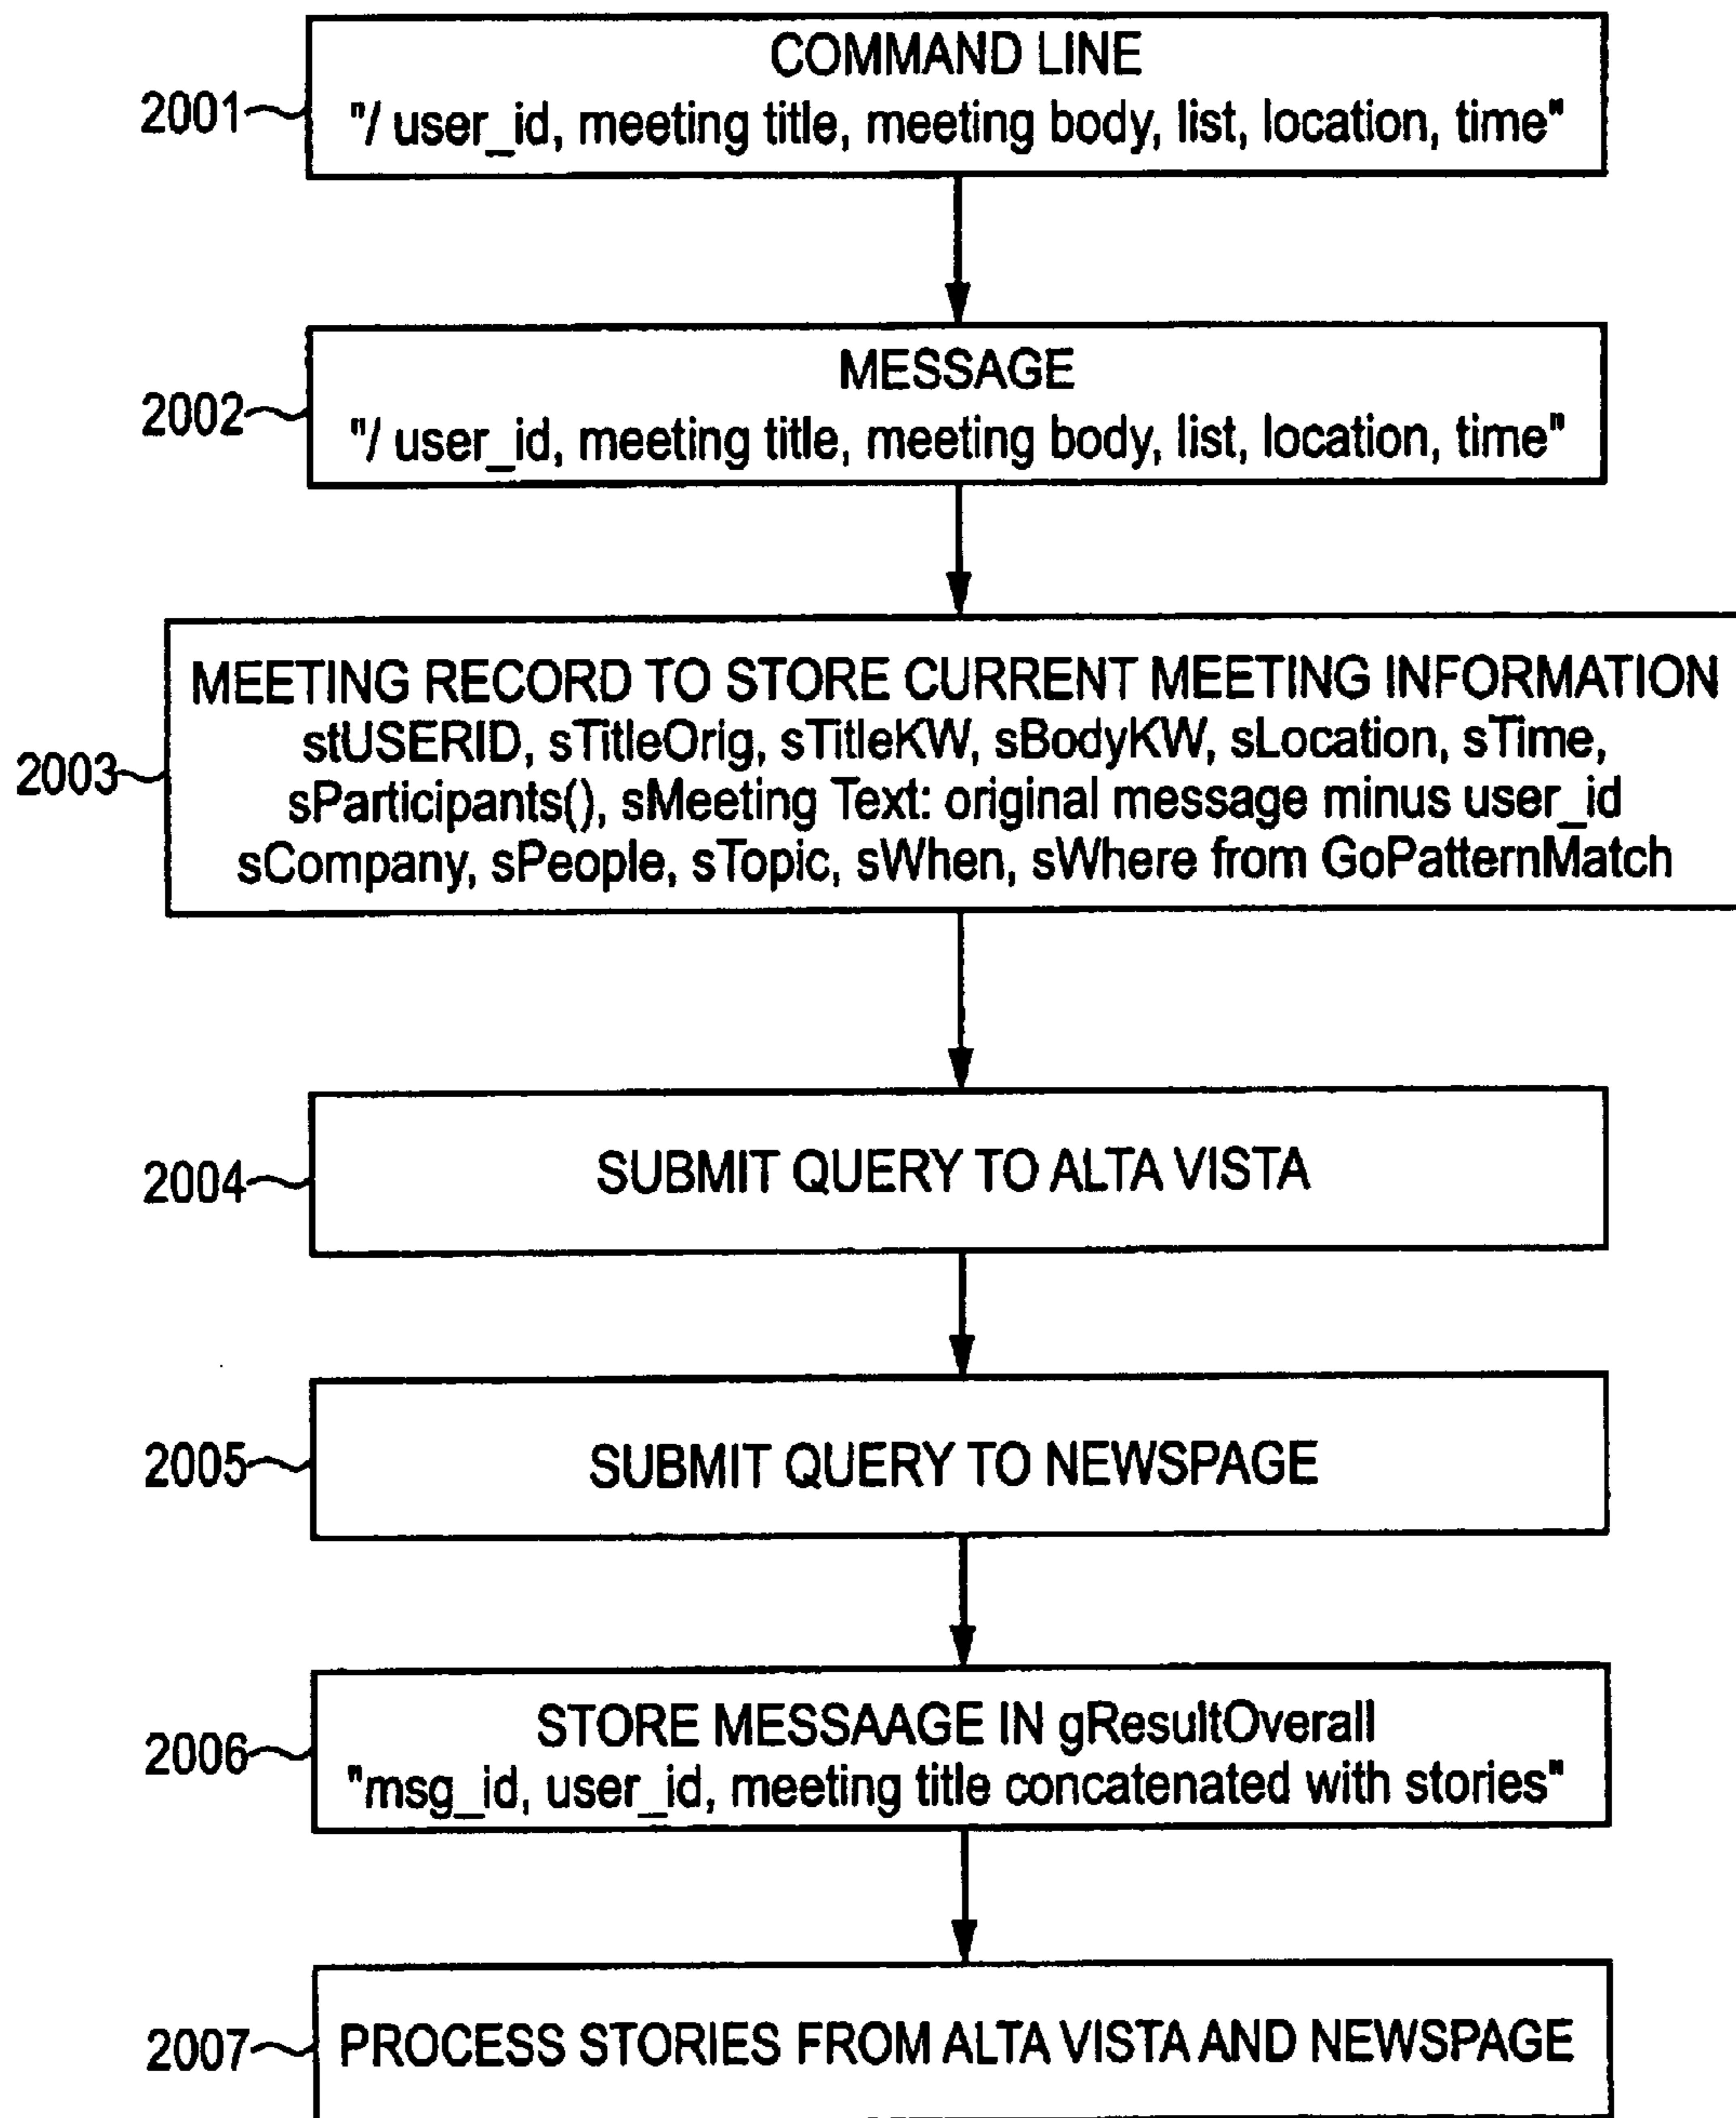 COMMAND LINE
2001
"/ user_id, meeting title, meeting body, list, location, time"
MESSAGE
2002
"/ user_id, meeting title, meeting body, list, location, time"
MEETING RECORD TO STORE CURRENT MEETING INFORMATION
stUSERID, sTitleOrig, sTitleKW, sBodyKW, sLocation, sTime,
2003
sParticipants(), sMeeting Text: original message minus user_id
sCompany, sPeople, sTopic, sWhen, sWhere from GoPatternMatch
2004
SUBMIT QUERY TO ALTA VISTA
2005
SUBMIT QUERY TO NEWSPAGE
STORE MESSAAGE IN gResultOverall
2006
"msg_id, user_id, meeting title concatenated with stories"
2007
PROCESS STORIES FROM ALTA VISTA AND NEWSPAGE